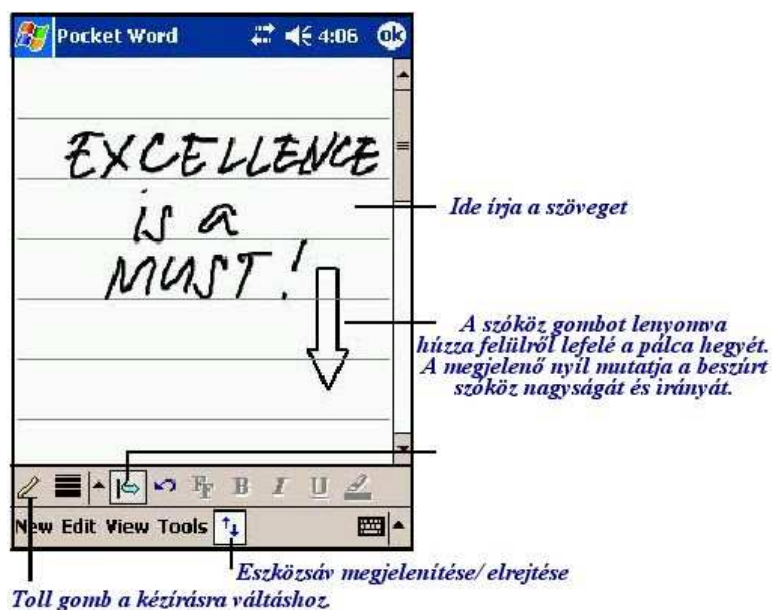 Pocket Word 4:06 ok
EXCELLENCE
is a
MUST!
Ide írja a szöveget
A szóköz gombot lenyomva
húzza felülről lefelé a pálca hegyét.
A megjelenő nyíl mutatja a beszúrt
szóköz nagyságát és irányát.
B I U
New Edit View Tools
Eszközsáv megjelenítése/ elrejtése
Toll gomb a kézírásra váltáshoz.